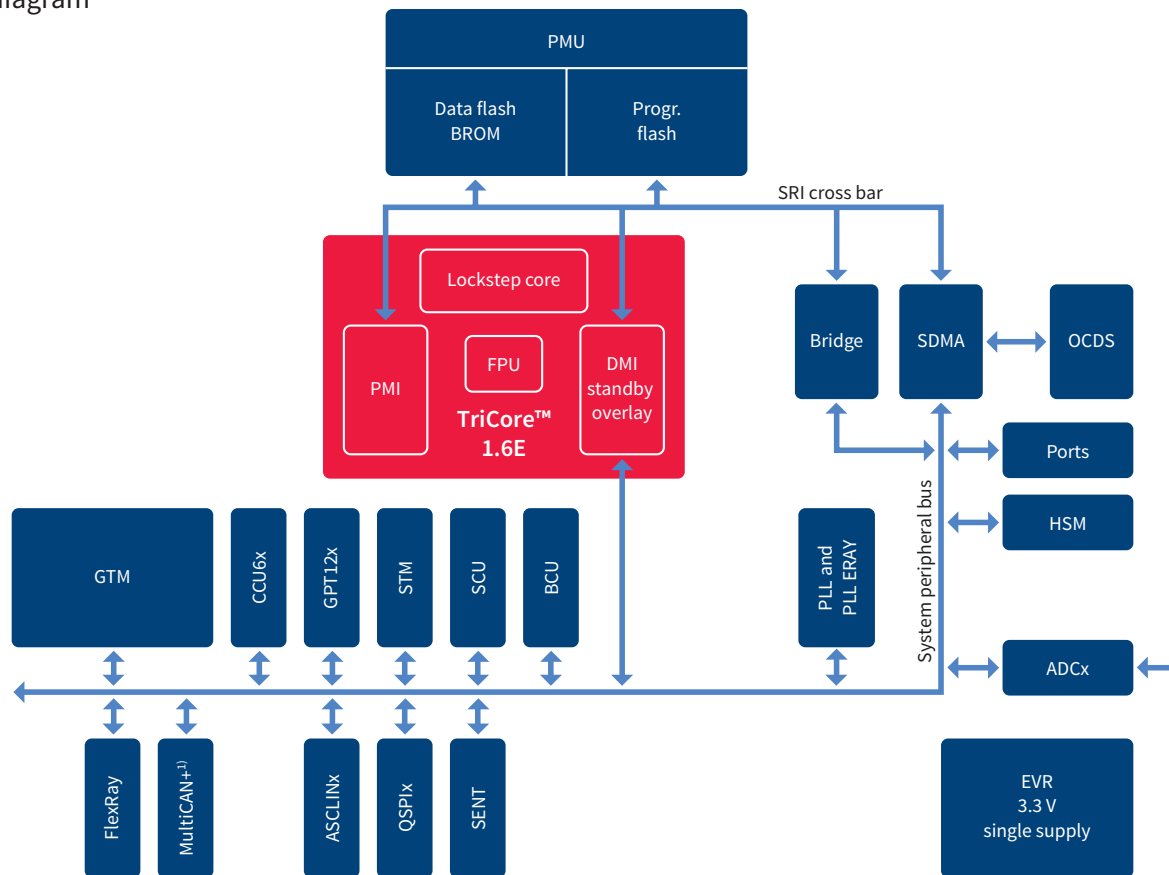 diagram
PMU
Data flash
BROM
Progr.
flash
SRI cross bar
Lockstep core
PMI
FPU
DMI
standby
overlay
TriCore™
1.6E
Bridge
SDMA
OCDS
Ports
HSM
System peripheral bus
GTM
CCU6x
GPT12x
STM
SCU
BCU
PLL and
PLL ERAY
ADCx
FlexRay
MultiCAN+1)
ASCLINx
QSPIx
SENT
EVR
3.3 V
single supply